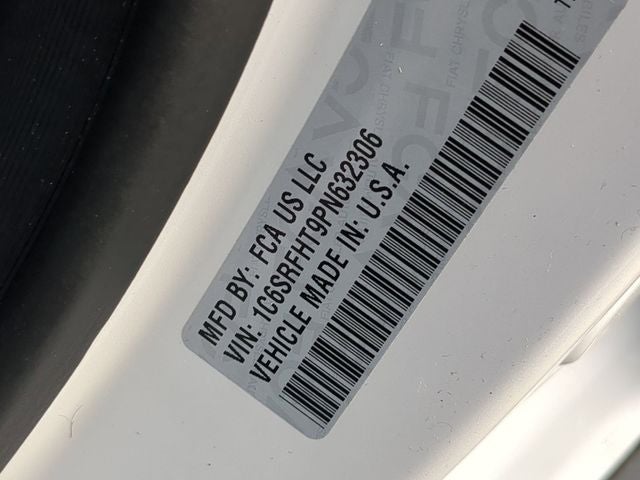 MFD BY: FCA US LLC
VIN: 1C6SRFHT9PN632306
VEHICLE MADE IN: U.S.A.